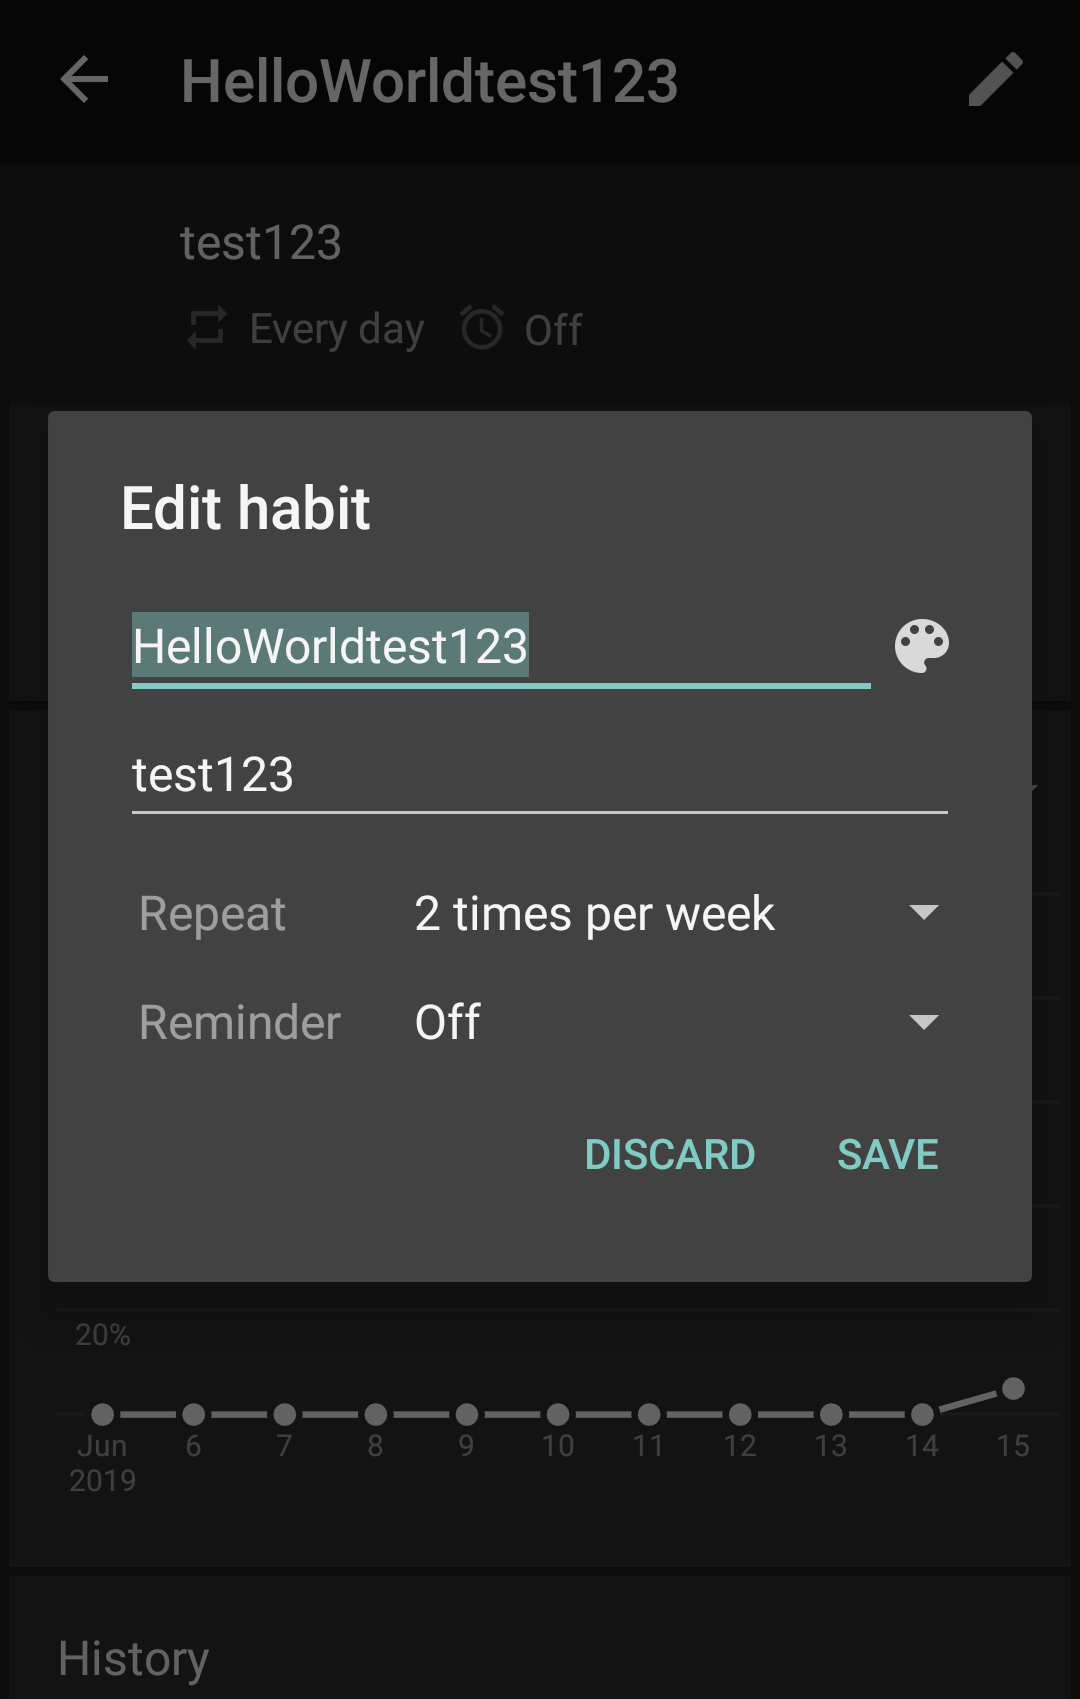 HelloWorldtest123
test123
Every day Off
Edit habit
HelloWorldtest123
test123
Repeat 2 times per week
Reminder Off
DISCARD SAVE
20%
Jun 6 7 8 9 10 11 12 13 14 15
2019
History